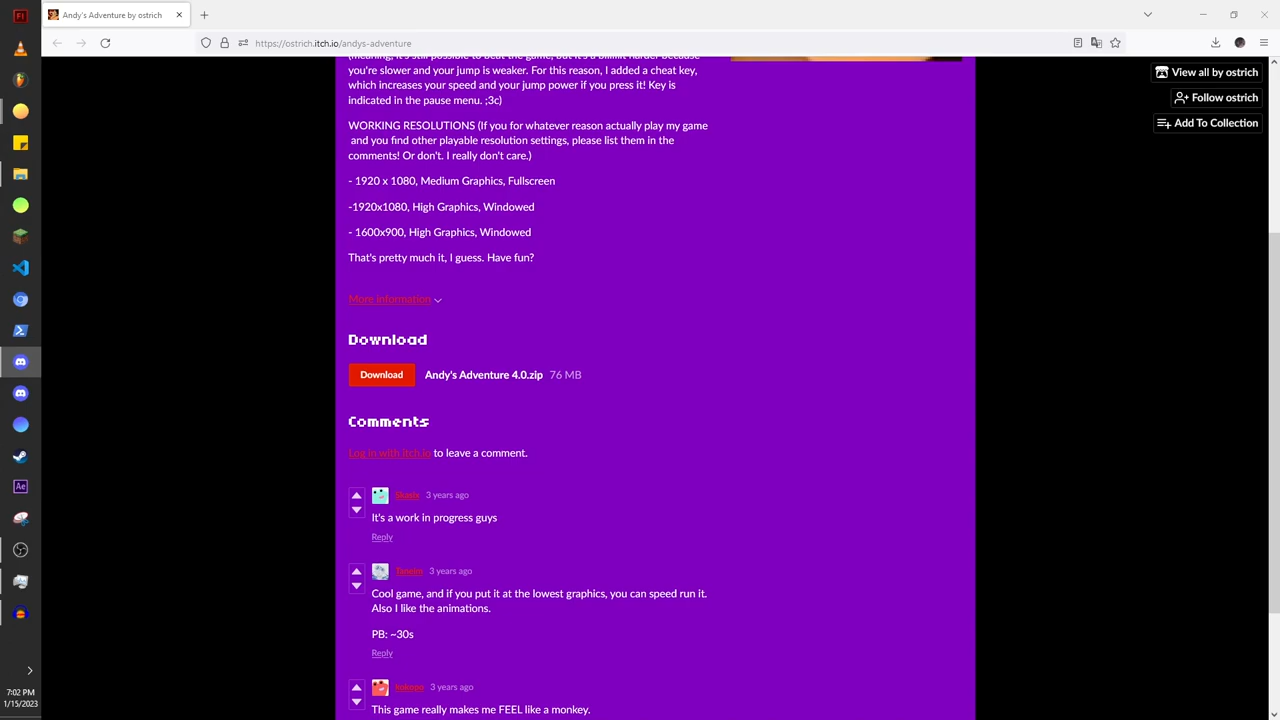 Andy's Adventure by ostrich
https://ostrich.itch.io/andys-adventure
View all by ostrich
Follow ostrich
Add To Collection
you're slower and your jump is weaker. For this reason, I added a cheat key,
which increases your speed and your jump power if you press it! Key is
indicated in the pause menu. ;3c)
WORKING RESOLUTIONS (If you for whatever reason actually play my game
and you find other playable resolution settings, please list them in the
comments! Or don't. I really don't care.)
- 1920 x 1080, Medium Graphics, Fullscreen
-1920x1080, High Graphics, Windowed
- 1600x900, High Graphics, Windowed
That's pretty much it, I guess. Have fun?
More information
Download
Download Andy's Adventure 4.0.zip 76 MB
Comments
Log in with itch.io to leave a comment.
3 years ago
It's a work in progress guys
Reply
3 years ago
Cool game, and if you put it at the lowest graphics, you can speed run it.
Also I like the animations.
PB: ~30s
Reply
3 years ago
This game really makes me FEEL like a monkey.
Fl
Ae
7:02 PM
1/15/2023